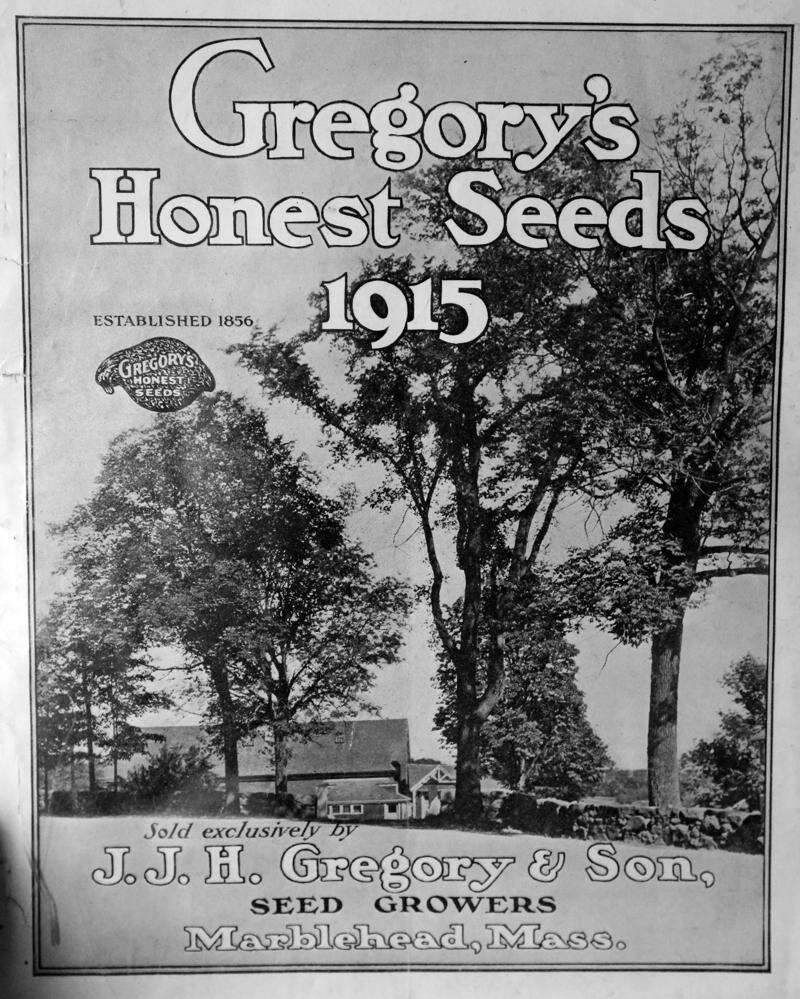 Gregory's
Honest Seeds
1915
ESTABLISHED 1856
GREGORY'S
HONEST
SEEDS
Sold exclusively by
J. J. H. Gregory & Son,
SEED GROWERS
Marblehead, Mass.